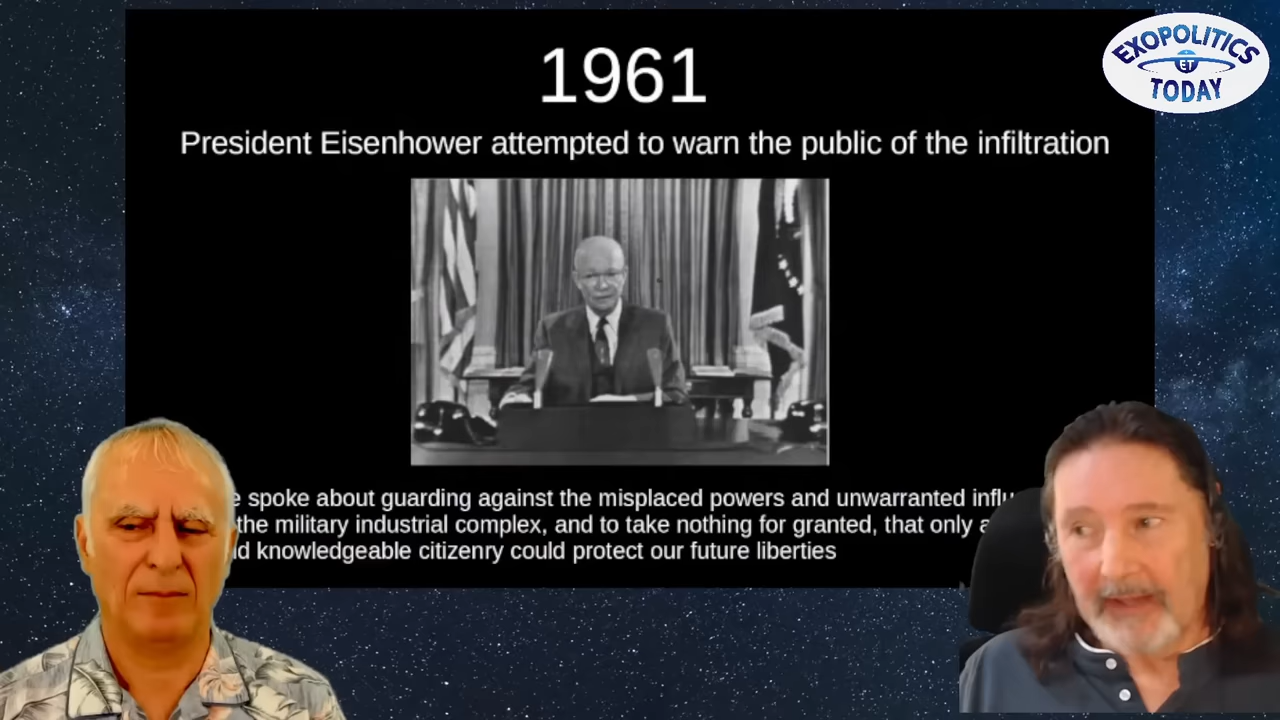 EXOPOLITICS
ET
TODAY
1961
President Eisenhower attempted to warn the public of the infiltration
spoke about guarding against the misplaced powers and unwarranted
the military industrial complex, and to take nothing for granted, that only
knowledgeable citizenry could protect our future liberties